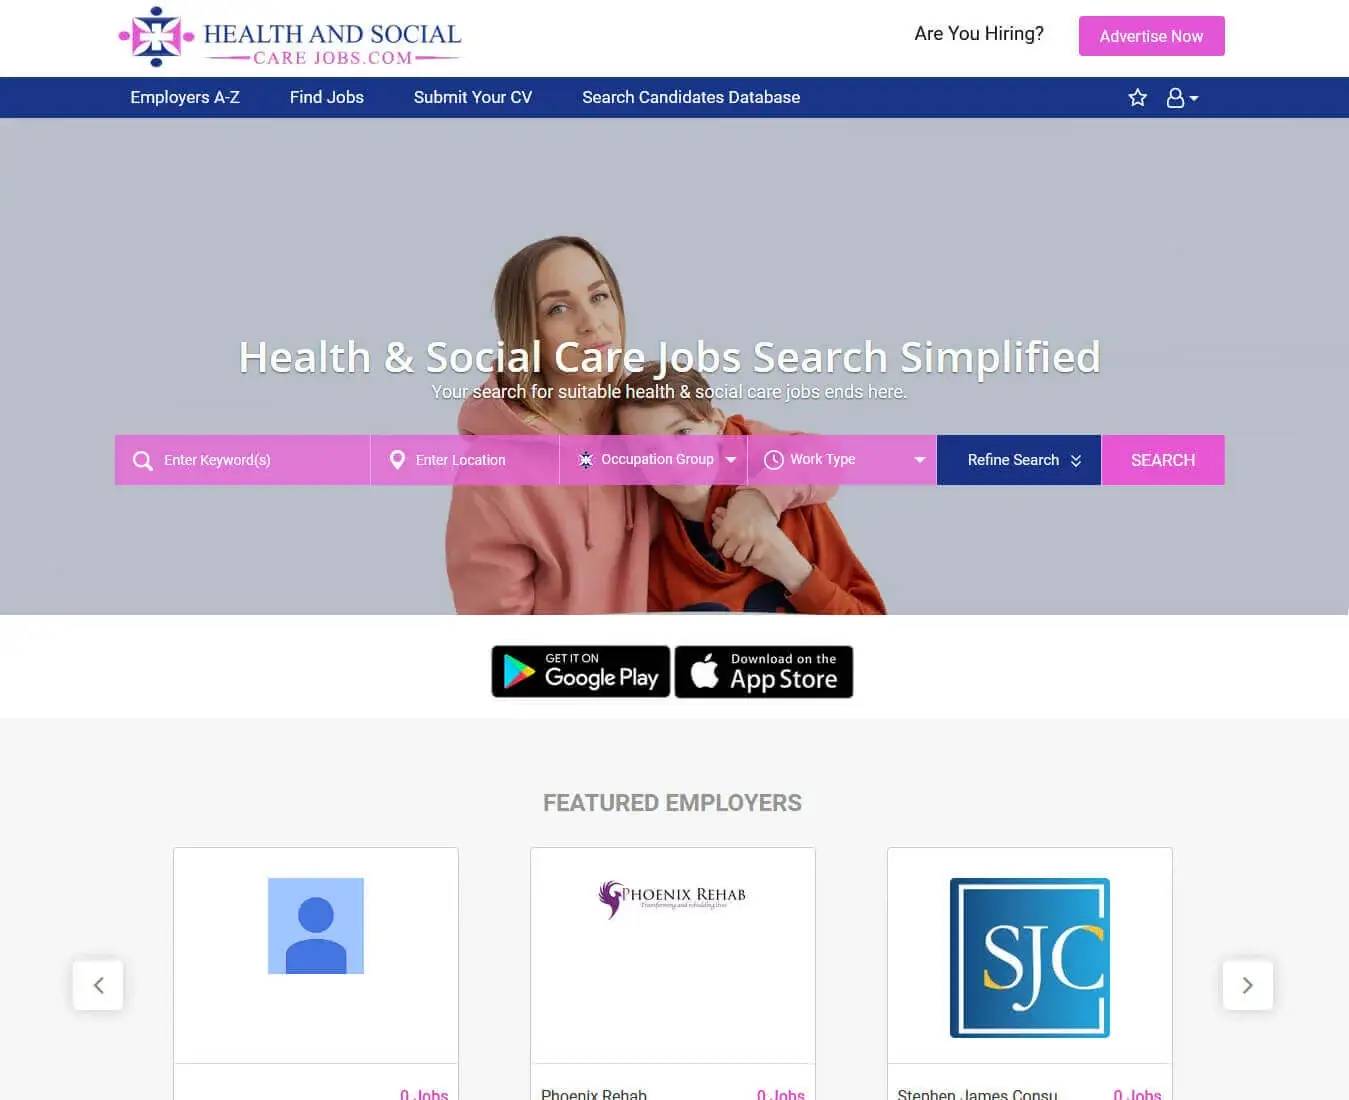 HEALTH AND SOCIAL
CARE JOBS.COM
Are You Hiring?
Advertise Now
Employers A-Z
Find Jobs
Submit Your CV
Search Candidates Database
Health & Social Care Jobs Search Simplified
Your search for suitable health & social care jobs ends here.
Enter Keyword(s)
Enter Location
Occupation Group
Work Type
Refine Search
SEARCH
GET IT ON
Google Play
Download on the
App Store
FEATURED EMPLOYERS
PHOENIX REHAB
Transforming and rebuilding lives
SJC
0 Jobs
Phoenix Rehab
0 Jobs
Stephen James Consu
0 Jobs